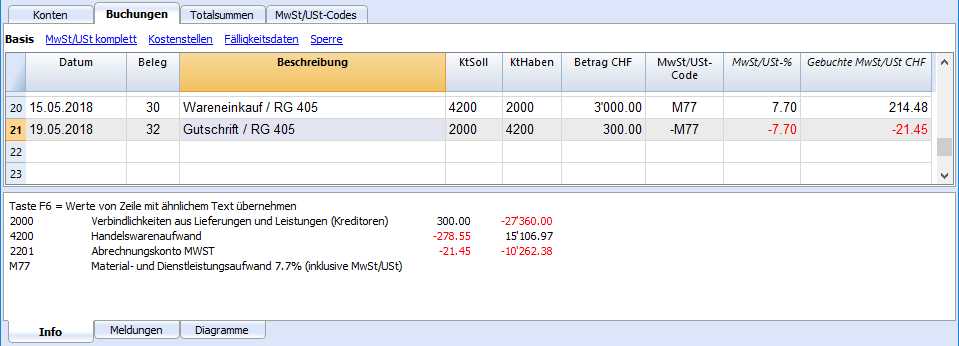 Konten Buchungen Totalsummen MwSt/USt-Codes
Basis MwSt/USt komplett Kostenstellen Fälligkeitsdaten Sperre
Datum Beleg Beschreibung KtSoll KtHaben Betrag CHF MwSt/USt-Code MwSt/USt-% Gebuchte MwSt/USt CHF
20 15.05.2018 30 Wareneinkauf / RG 405 4200 2000 3'000.00 M77 7.70 214.48
21 19.05.2018 32 Gutschrift / RG 405 2000 4200 300.00 -M77 -7.70 -21.45
22
23
Taste F6 = Werte von Zeile mit ähnlichem Text übernehmen
2000 Verbindlichkeiten aus Lieferungen und Leistungen (Kreditoren) 300.00 -27'360.00
4200 Handelswarenaufwand -278.55 15'106.97
2201 Abrechnungskonto MWST -21.45 -10'262.38
M77 Material- und Dienstleistungsaufwand 7.7% (inklusive MwSt/USt)
Info Meldungen Diagramme